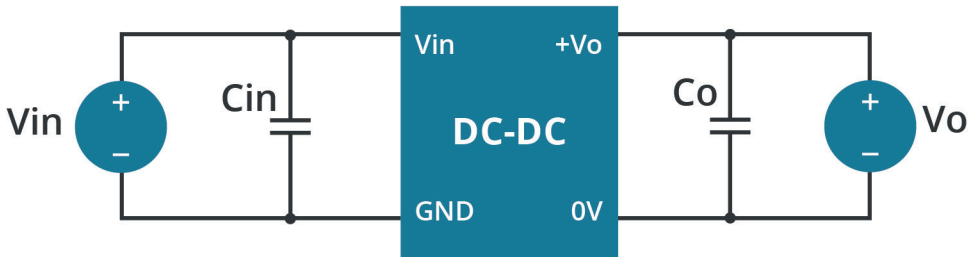 Vin
+
−
Cin
Vin
+Vo
DC-DC
GND
0V
Co
+
−
Vo